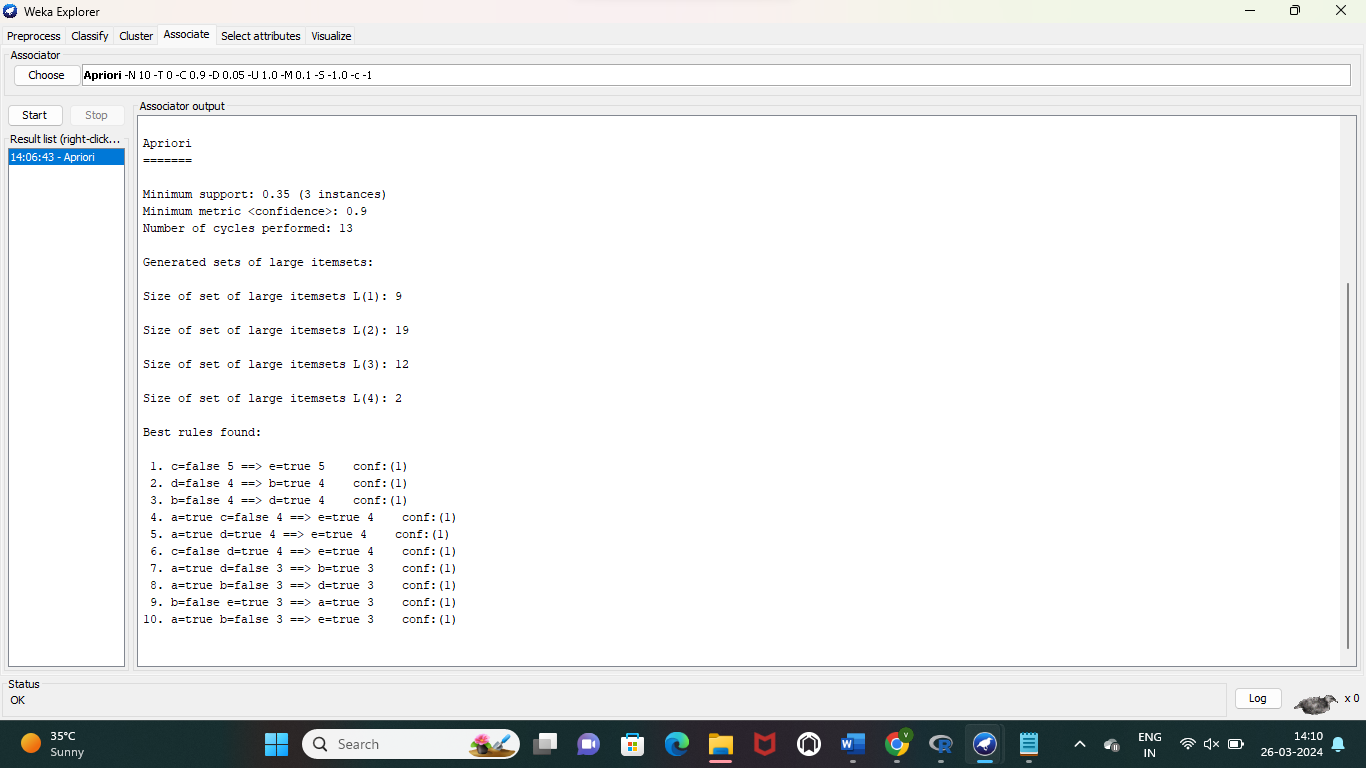 Weka Explorer
Preprocess Classify Cluster Associate Select attributes Visualize
Associator
Choose Apriori -N 10 -T 0 -C 0.9 -D 0.05 -U 1.0 -M 0.1 -S -1.0 -c -1
Start Stop
Result list (right-click...
14:06:43 - Apriori
Associator output
Apriori
=======
Minimum support: 0.35 (3 instances)
Minimum metric <confidence>: 0.9
Number of cycles performed: 13
Generated sets of large itemsets:
Size of set of large itemsets L(1): 9
Size of set of large itemsets L(2): 19
Size of set of large itemsets L(3): 12
Size of set of large itemsets L(4): 2
Best rules found:
1. c=false 5 ==> e=true 5    conf:(1)
2. d=false 4 ==> b=true 4    conf:(1)
3. b=false 4 ==> d=true 4    conf:(1)
4. a=true c=false 4 ==> e=true 4    conf:(1)
5. a=true d=true 4 ==> e=true 4    conf:(1)
6. c=false d=true 4 ==> e=true 4    conf:(1)
7. a=true d=false 3 ==> b=true 3    conf:(1)
8. a=true b=false 3 ==> d=true 3    conf:(1)
9. b=false e=true 3 ==> a=true 3    conf:(1)
10. a=true b=false 3 ==> e=true 3    conf:(1)
Status
OK
Log x 0
35°C
Sunny
Search
V
W
ENG
IN
14:10
26-03-2024